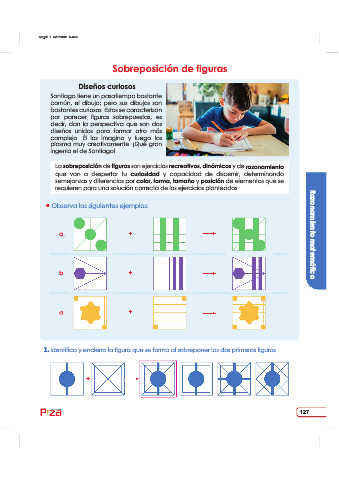 Sobreposición de figuras
Diseños curiosos
Santiago tiene un pasatiempo bastante
común, el dibujo; pero sus dibujos son
bastantes curiosos. Estos se caracterizan
por parecer figuras sobrepuestas, es
decir, dan la perspectiva que son dos
diseños unidos para formar otro más
complejo. Él los imagina y luego los
plasma muy creativamente. ¡Qué gran
ingenio el de Santiago!
La sobreposición de figuras son ejercicios recreativos, dinámicos y de razonamiento
que van a despertar tu curiosidad y capacidad de discernir, determinando
semejanzas y diferencias por color, forma, tamaño y posición de elementos que se
requieren para una solución correcta de los ejercicios planteados.
Observa los siguientes ejemplos:
a. +
b. +
c. +
Razonamiento matemático
1. Identifica y encierra la figura que se forma al sobreponer las dos primeras figuras.
+
127